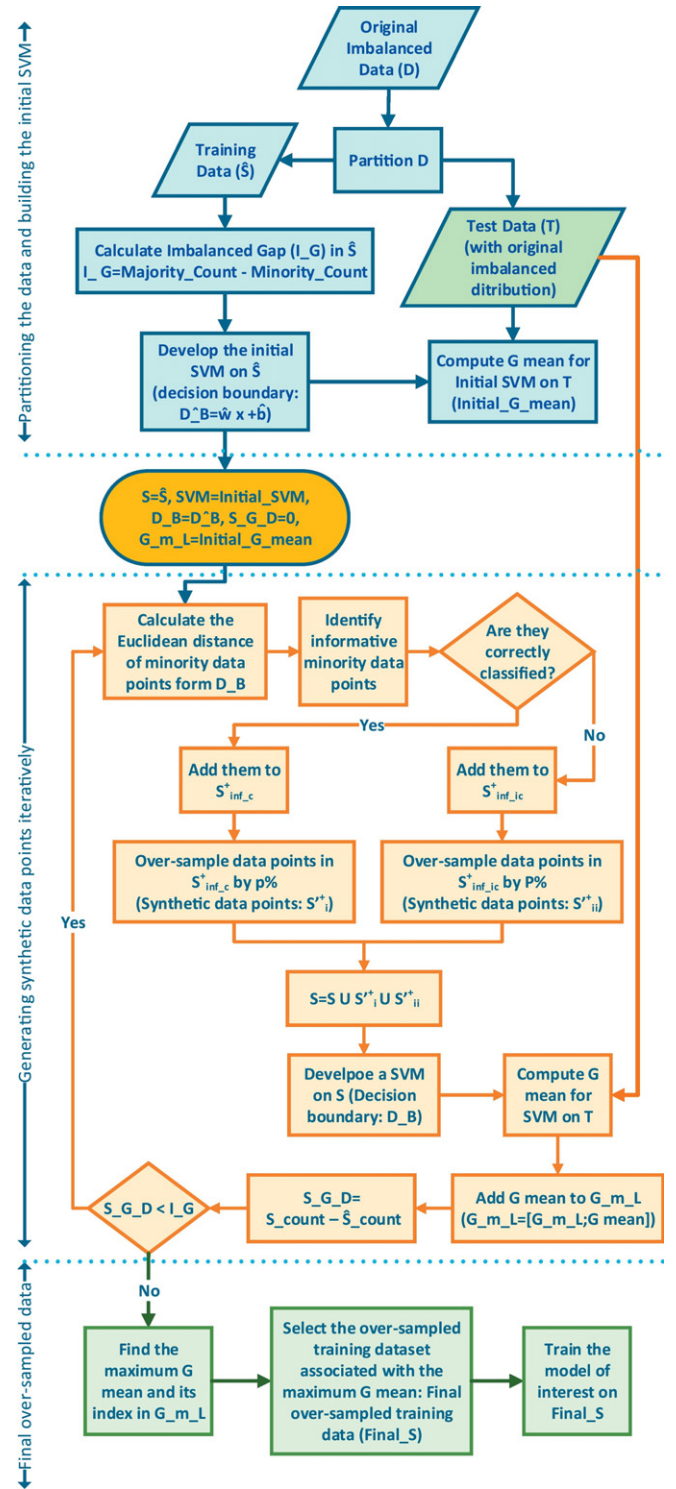 Partitioning the data and building the initial SVM
Original
Imbalanced
Data (D)
Training
Data (Ŝ)
Partition D
Calculate Imbalanced Gap (I_G) in Ŝ
I_ G=Majority_Count - Minority_Count
Test Data (T)
(with original
imbalanced
ditribution)
Develop the initial
SVM on Ŝ
(decision boundary:
D^B=ŵ x +b̂)
Compute G mean for
Initial SVM on T
(Initial_G_mean)
S=Ŝ, SVM=Initial_SVM,
D_B=D^B, S_G_D=0,
G_m_L=Initial_G_mean
Generating synthetic data points iteratively
Calculate the
Euclidean distance
of minority data
points form D_B
Identify
informative
minority data
points
Are they
correctly
classified?
Yes
No
Add them to
S⁺inf_c
Add them to
S⁺inf_ic
Over-sample data points in
S⁺inf_c by p%
(Synthetic data points: S'⁺i)
Over-sample data points in
S⁺inf_ic by P%
(Synthetic data points: S'⁺ii)
Yes
S=S U S'⁺i U S'⁺ii
Develpoe a SVM
on S (Decision
boundary: D_B)
Compute G
mean for
SVM on T
S_G_D < I_G
S_G_D=
S_count – Ŝ_count
Add G mean to G_m_L
(G_m_L=[G_m_L;G mean])
No
Final over-sampled data
Find the
maximum G
mean and its
index in G_m_L
Select the over-sampled
training dataset
associated with the
maximum G mean: Final
over-sampled training
data (Final_S)
Train the
model of
interest on
Final_S